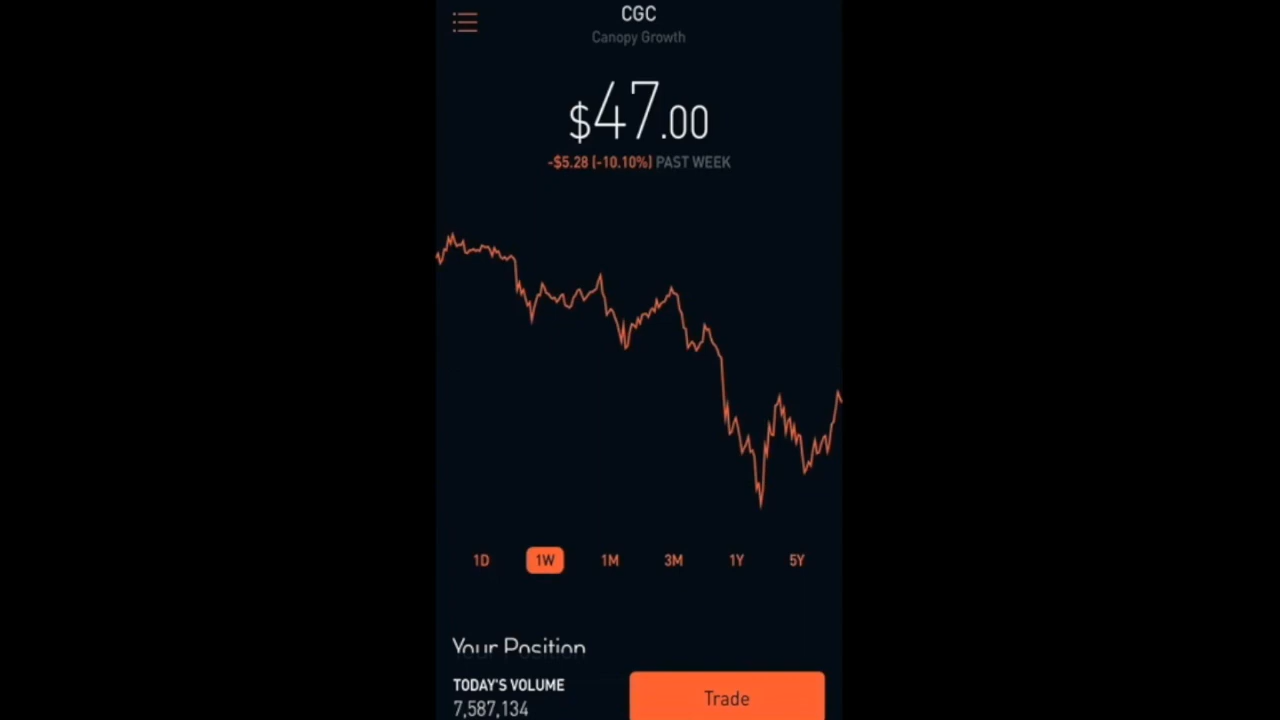 CGC
Canopy Growth
$47.00
-$5.28 (-10.10%) PAST WEEK
1D 1W 1M 3M 1Y 5Y
Your Position
TODAY'S VOLUME
7,587,134
Trade